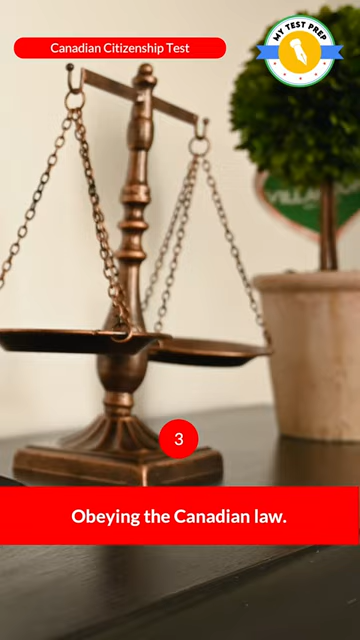 Canadian Citizenship Test
MY TEST PREP
3
Obeying the Canadian law.